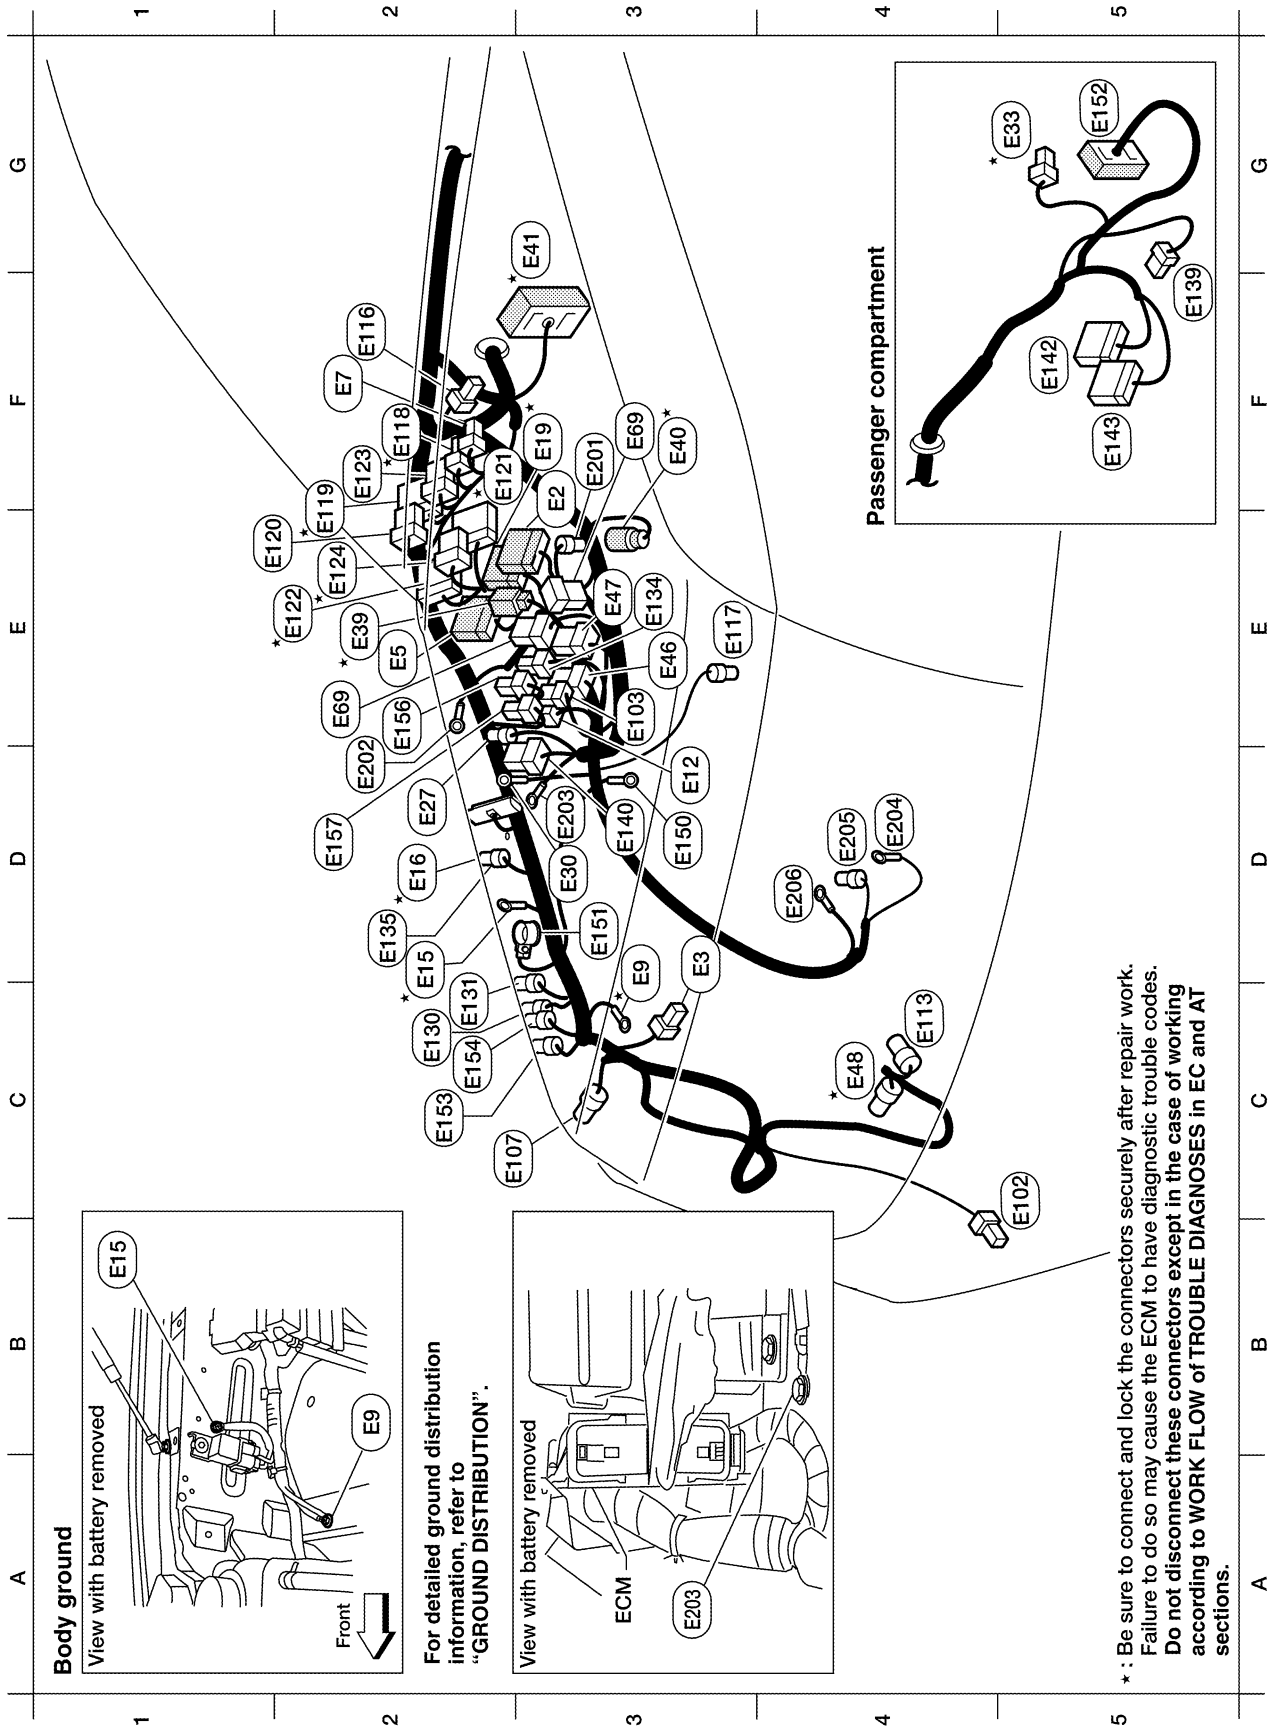 1
2
3
4
5
G
F
E
D
C
B
A
Body ground
View with battery removed
E15
E9
Front
For detailed ground distribution
information, refer to
“GROUND DISTRIBUTION”.
View with battery removed
ECM
E203
E120
E119 ★
E123
E118 ★
E7
E116
E41 ★
E122 ★
E124 ★
E121 ★
E19 ★
E2
E201
E69
E40 ★
E39 ★
E5
E69
E156
E202
E157
E27
E47
E134
E46
E117
E103
E12
E16
E135
E15 ★
E203
E140
E150
E30
E151
E131
E130
E154
E153
E107
E9 ★
E3
E206
E205
E204
E48 ★
E113
E102
Passenger compartment
E33 ★
E152
E139
E142
E143
★ : Be sure to connect and lock the connectors securely after repair work.
Failure to do so may cause the ECM to have diagnostic trouble codes.
Do not disconnect these connectors except in the case of working
according to WORK FLOW of TROUBLE DIAGNOSES in EC and AT
sections.
A
B
C
D
E
F
G
1
2
3
4
5